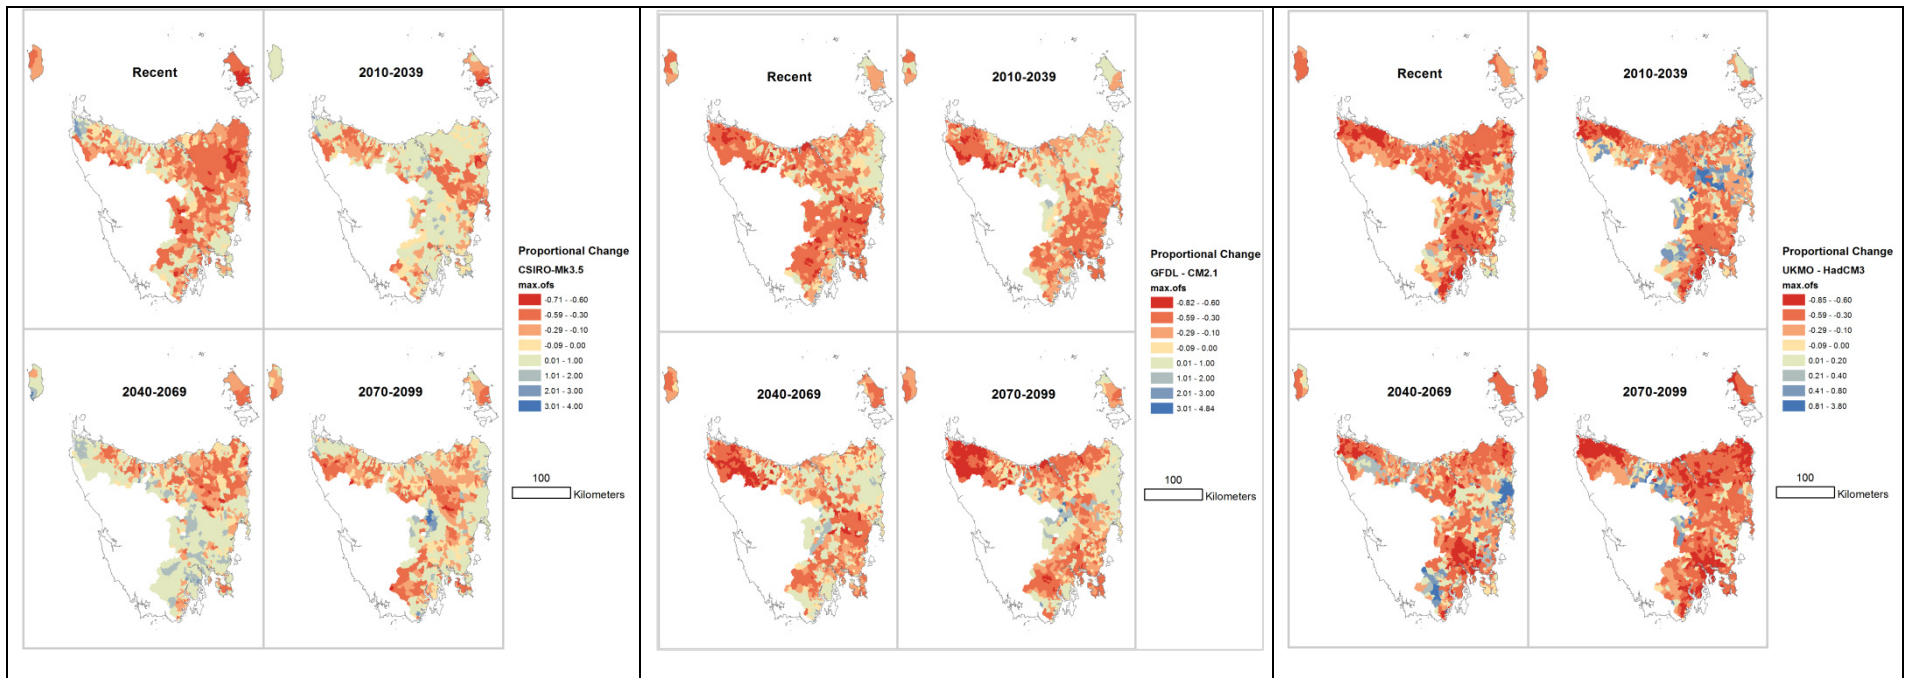 Recent
2010-2039
2040-2069
2070-2099
Proportional Change
CSIRO-Mk3.5
max.ofs
-0.71 - -0.60
-0.59 - -0.30
-0.29 - -0.10
-0.09 - 0.00
0.01 - 1.00
1.01 - 2.00
2.01 - 3.00
3.01 - 4.00
100
Kilometers
Recent
2010-2039
2040-2069
2070-2099
Proportional Change
GFDL - CM2.1
max.ofs
-0.82 - -0.60
-0.59 - -0.30
-0.29 - -0.10
-0.09 - 0.00
0.01 - 1.00
1.01 - 2.00
2.01 - 3.00
3.01 - 4.84
100
Kilometers
Recent
2010-2039
2040-2069
2070-2099
Proportional Change
UKMO - HadCM3
max.ofs
-0.85 - -0.60
-0.59 - -0.30
-0.29 - -0.10
-0.09 - 0.00
0.01 - 0.20
0.21 - 0.40
0.41 - 0.80
0.81 - 3.80
100
Kilometers